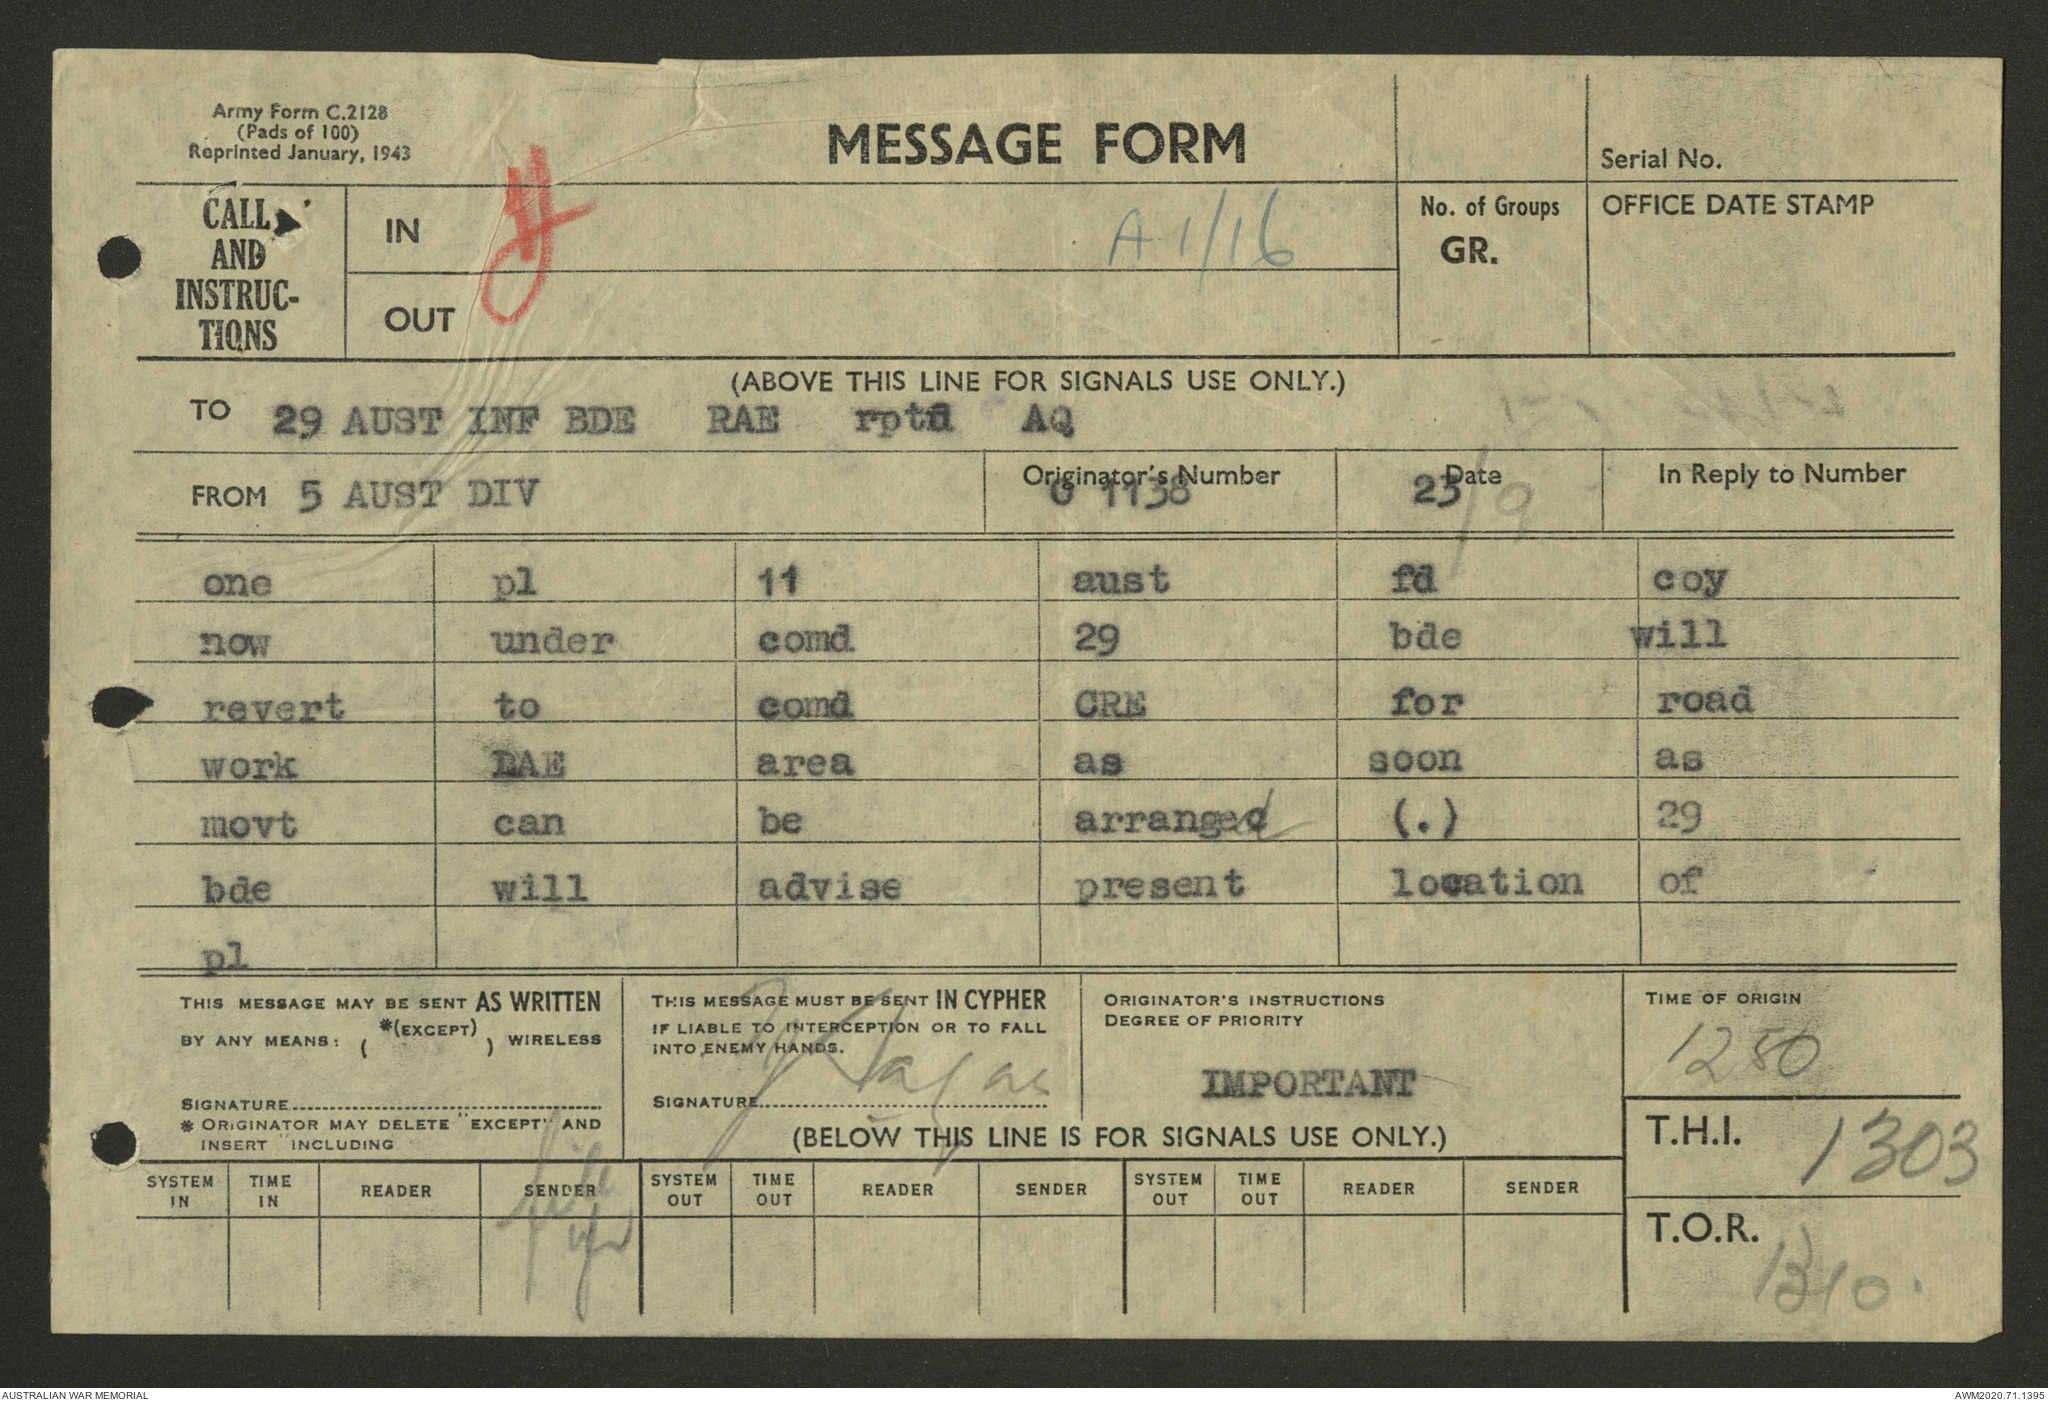 Army Form C.2128
(Pads of 100)
Reprinted January, 1943
MESSAGE FORM
Serial No.
CALL AND INSTRUC-TIONS
IN
A 1/16
No. of Groups
GR.
OFFICE DATE STAMP
OUT
(ABOVE THIS LINE FOR SIGNALS USE ONLY.)
TO 29 AUST INF BDE RAE rptd AQ
FROM 5 AUST DIV
Originator's Number
G 1138
Date
23/9
In Reply to Number
one pl 11 aust fd coy
now under comd 29 bde will
revert to comd CRE for road
work LAE area as soon as
movt can be arranged (.) 29
bde will advise present location of
pl
THIS MESSAGE MAY BE SENT AS WRITTEN
BY ANY MEANS: ( *(EXCEPT) ) WIRELESS
SIGNATURE
* ORIGINATOR MAY DELETE "EXCEPT" AND
INSERT "INCLUDING
THIS MESSAGE MUST BE SENT IN CYPHER
IF LIABLE TO INTERCEPTION OR TO FALL
INTO ENEMY HANDS.
SIGNATURE
ORIGINATOR'S INSTRUCTIONS
DEGREE OF PRIORITY
IMPORTANT
TIME OF ORIGIN
1250
(BELOW THIS LINE IS FOR SIGNALS USE ONLY.)
T.H.I. 1303
SYSTEM IN TIME IN READER SENDER SYSTEM OUT TIME OUT READER SENDER SYSTEM OUT TIME OUT READER SENDER
T.O.R. 1310.
AUSTRALIAN WAR MEMORIAL
AWM2020.71.1395